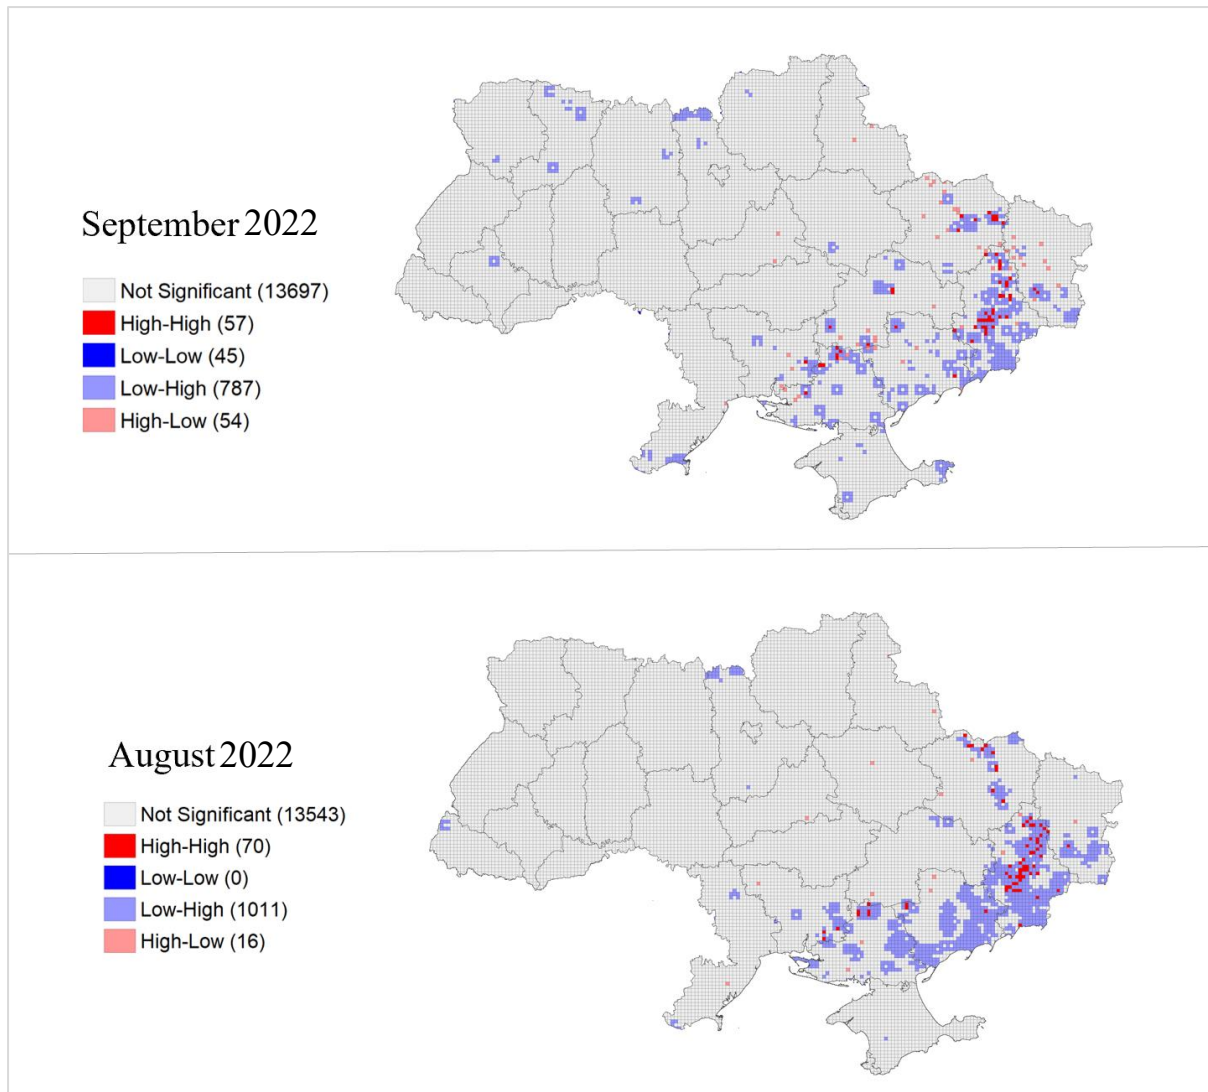 September 2022
Not Significant (13697)
High-High (57)
Low-Low (45)
Low-High (787)
High-Low (54)
August 2022
Not Significant (13543)
High-High (70)
Low-Low (0)
Low-High (1011)
High-Low (16)